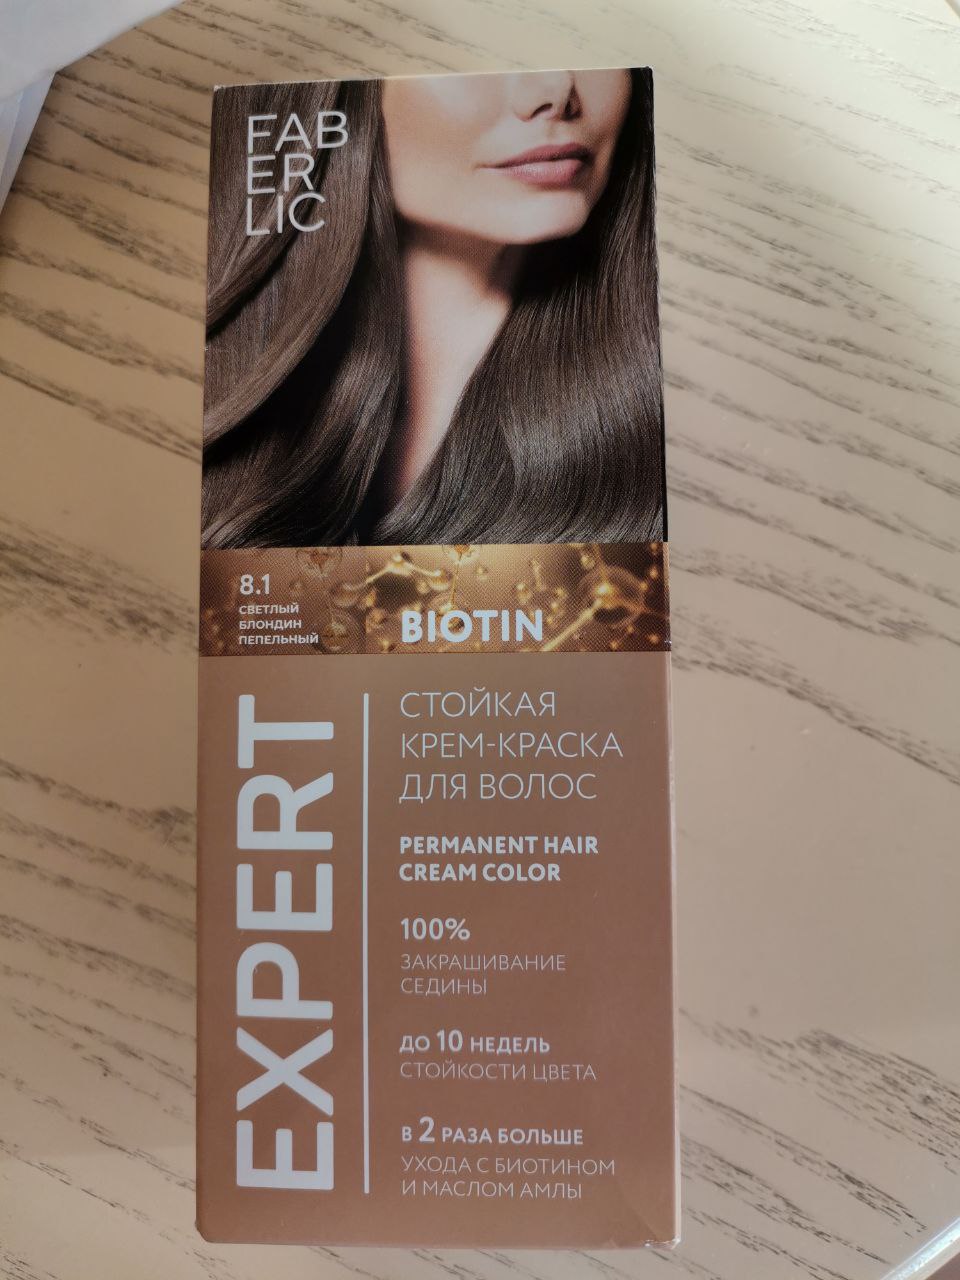 FAB
ER
LIC
8.1
СВЕТЛЫЙ
БЛОНДИН
ПЕПЕЛЬНЫЙ
BIOTIN
EXPERT
СТОЙКАЯ
КРЕМ-КРАСКА
ДЛЯ ВОЛОС
PERMANENT HAIR
CREAM COLOR
100%
ЗАКРАШИВАНИЕ
СЕДИНЫ
ДО 10 НЕДЕЛЬ
СТОЙКОСТИ ЦВЕТА
В 2 РАЗА БОЛЬШЕ
УХОДА С БИОТИНОМ
И МАСЛОМ АМЛЫ